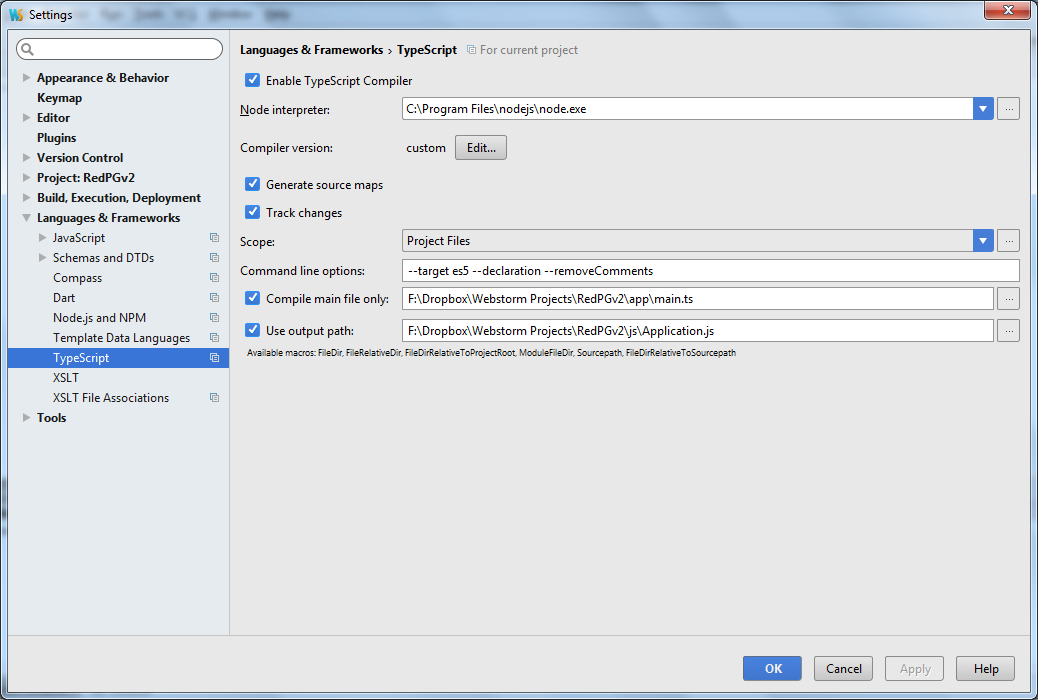 WS Settings
Languages & Frameworks › TypeScript For current project
Appearance & Behavior
Keymap
Editor
Plugins
Version Control
Project: RedPGv2
Build, Execution, Deployment
Languages & Frameworks
JavaScript
Schemas and DTDs
Compass
Dart
Node.js and NPM
Template Data Languages
TypeScript
XSLT
XSLT File Associations
Tools
Enable TypeScript Compiler
Node interpreter: C:\Program Files\nodejs\node.exe ...
Compiler version: custom Edit...
Generate source maps
Track changes
Scope: Project Files ...
Command line options: --target es5 --declaration --removeComments
Compile main file only: F:\Dropbox\Webstorm Projects\RedPGv2\app\main.ts ...
Use output path: F:\Dropbox\Webstorm Projects\RedPGv2\js\Application.js ...
Available macros: FileDir, FileRelativeDir, FileDirRelativeToProjectRoot, ModuleFileDir, Sourcepath, FileDirRelativeToSourcepath
OK Cancel Apply Help